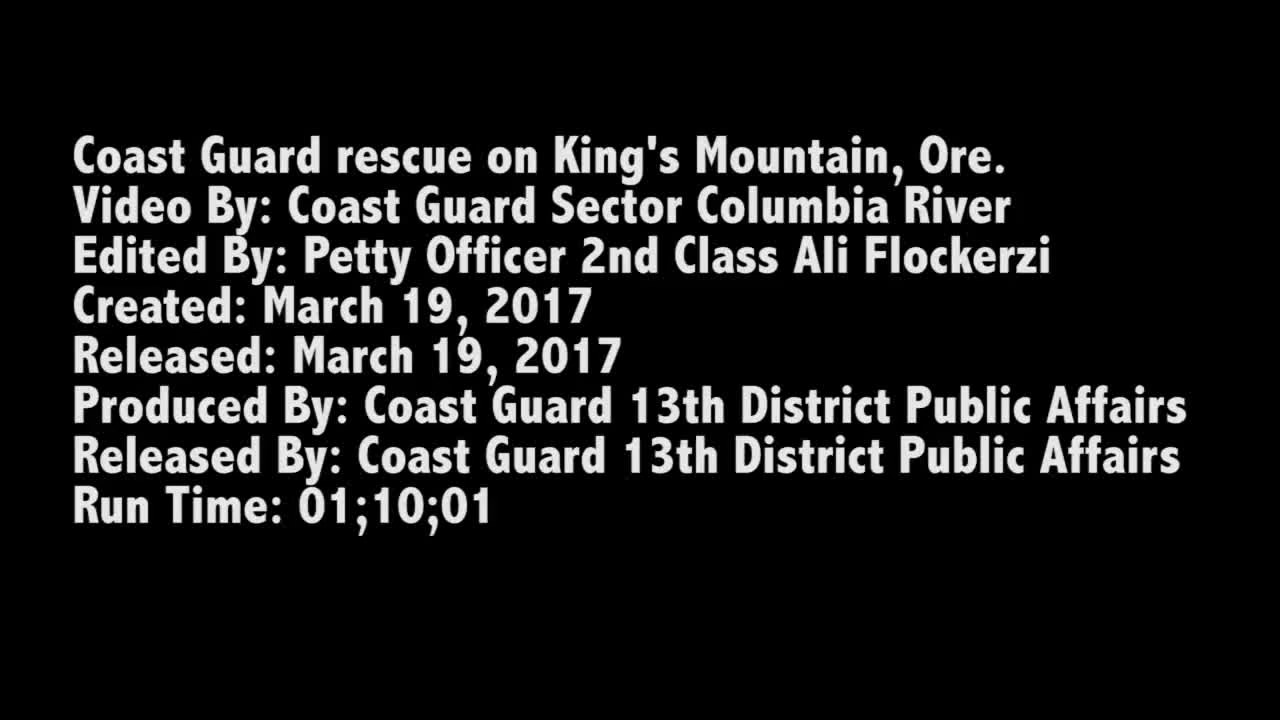 Coast Guard rescue on King's Mountain, Ore.
Video By: Coast Guard Sector Columbia River
Edited By: Petty Officer 2nd Class Ali Flockerzi
Created: March 19, 2017
Released: March 19, 2017
Produced By: Coast Guard 13th District Public Affairs
Released By: Coast Guard 13th District Public Affairs
Run Time: 01;10;01